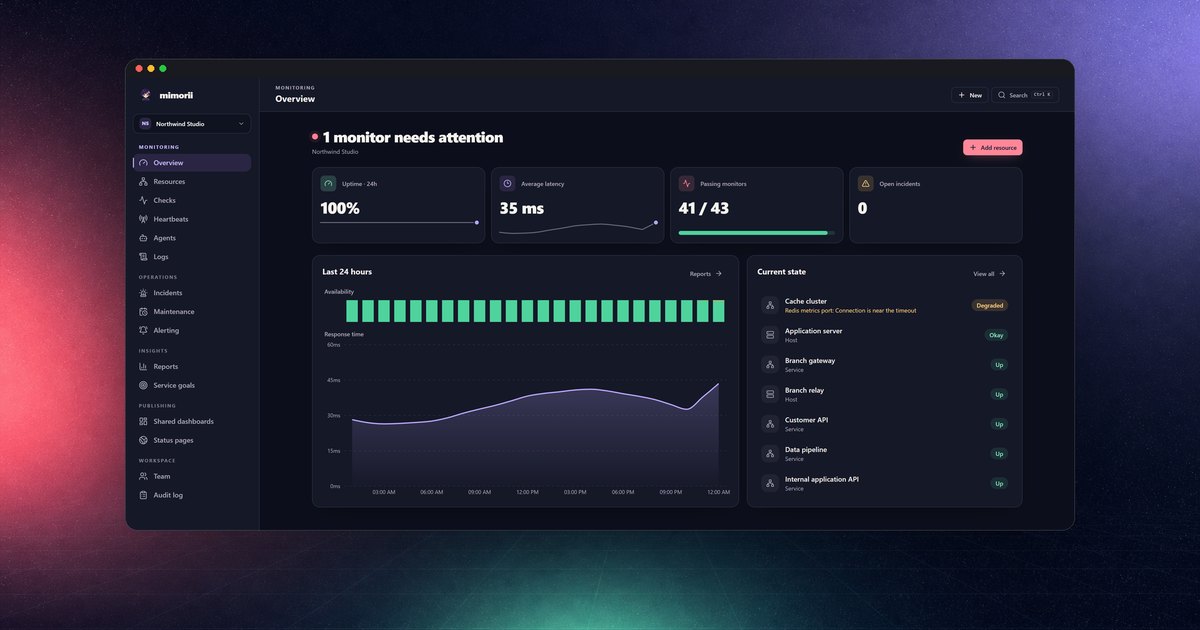 mimorii
NS Northwind Studio
MONITORING
Overview
Resources
Checks
Heartbeats
Agents
Logs
OPERATIONS
Incidents
Maintenance
Alerting
INSIGHTS
Reports
Service goals
PUBLISHING
Shared dashboards
Status pages
WORKSPACE
Team
Audit log
MONITORING
Overview
New
Search Ctrl K
1 monitor needs attention
Northwind Studio
Add resource
Uptime · 24h
100%
Average latency
35 ms
Passing monitors
41 / 43
Open incidents
0
Last 24 hours
Reports
Availability
Response time
60ms
45ms
30ms
15ms
0ms
03:00 AM 06:00 AM 09:00 AM 12:00 PM 03:00 PM 06:00 PM 09:00 PM 12:00 AM
Current state
View all
Cache cluster
Redis metrics port: Connection is near the timeout
Degraded
Application server
Host
Okay
Branch gateway
Service
Up
Branch relay
Host
Up
Customer API
Service
Up
Data pipeline
Service
Up
Internal application API
Service
Up